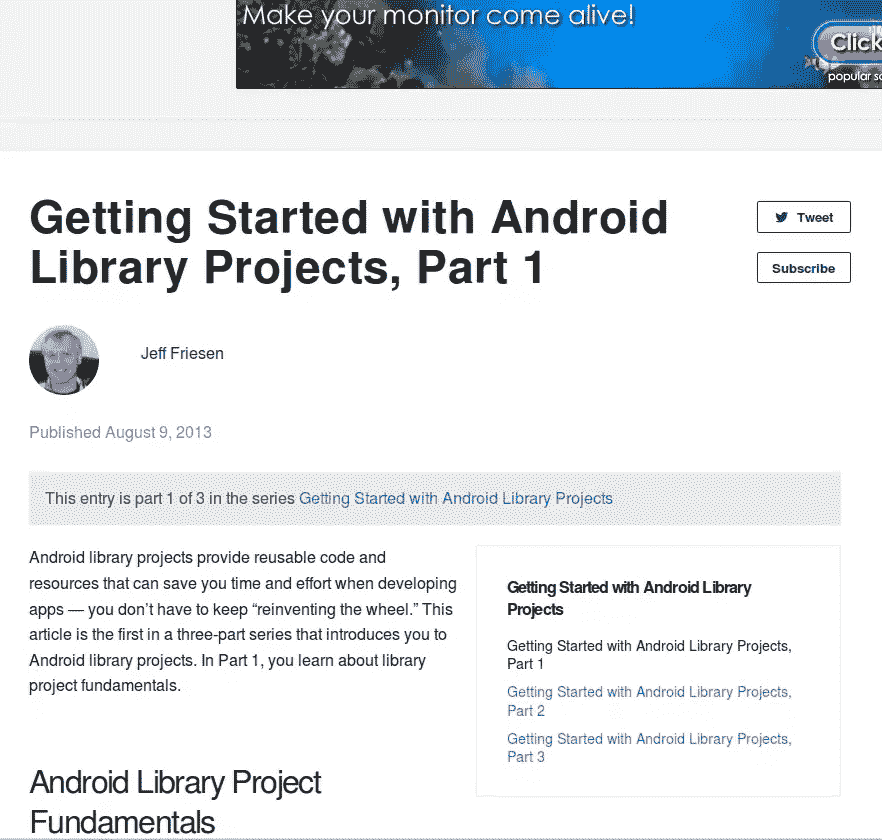 Make your monitor come alive!
Click
popular
Getting Started with Android
Library Projects, Part 1
Tweet
Subscribe
Jeff Friesen
Published August 9, 2013
This entry is part 1 of 3 in the series Getting Started with Android Library Projects
Android library projects provide reusable code and
resources that can save you time and effort when developing
apps — you don’t have to keep “reinventing the wheel.” This
article is the first in a three-part series that introduces you to
Android library projects. In Part 1, you learn about library
project fundamentals.
Getting Started with Android Library
Projects
Getting Started with Android Library Projects,
Part 1
Getting Started with Android Library Projects,
Part 2
Getting Started with Android Library Projects,
Part 3
Android Library Project
Fundamentals